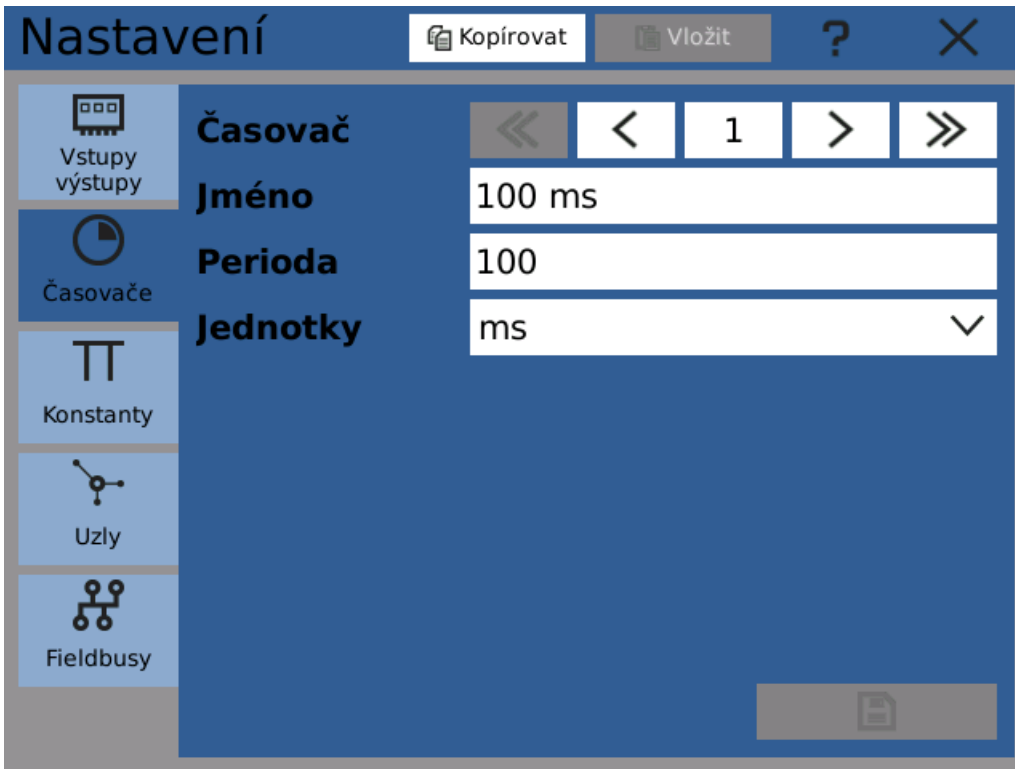 Nastavení
Kopírovat
Vložit
?
Vstupy
výstupy
Časovače
Konstanty
Uzly
Fieldbusy
Časovač
1
Jméno
100 ms
Perioda
100
Jednotky
ms